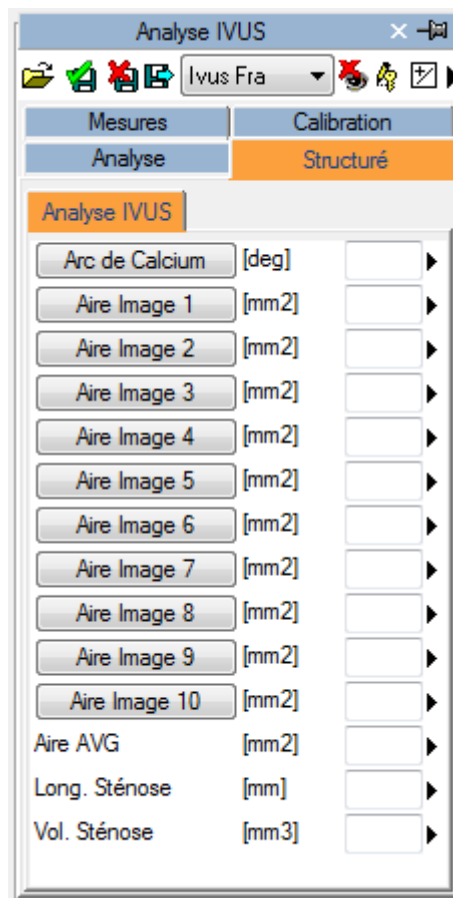 Analyse IVUS
Ivus Fra
Mesures Calibration
Analyse Structuré
Analyse IVUS
Arc de Calcium [deg]
Aire Image 1 [mm2]
Aire Image 2 [mm2]
Aire Image 3 [mm2]
Aire Image 4 [mm2]
Aire Image 5 [mm2]
Aire Image 6 [mm2]
Aire Image 7 [mm2]
Aire Image 8 [mm2]
Aire Image 9 [mm2]
Aire Image 10 [mm2]
Aire AVG [mm2]
Long. Sténose [mm]
Vol. Sténose [mm3]